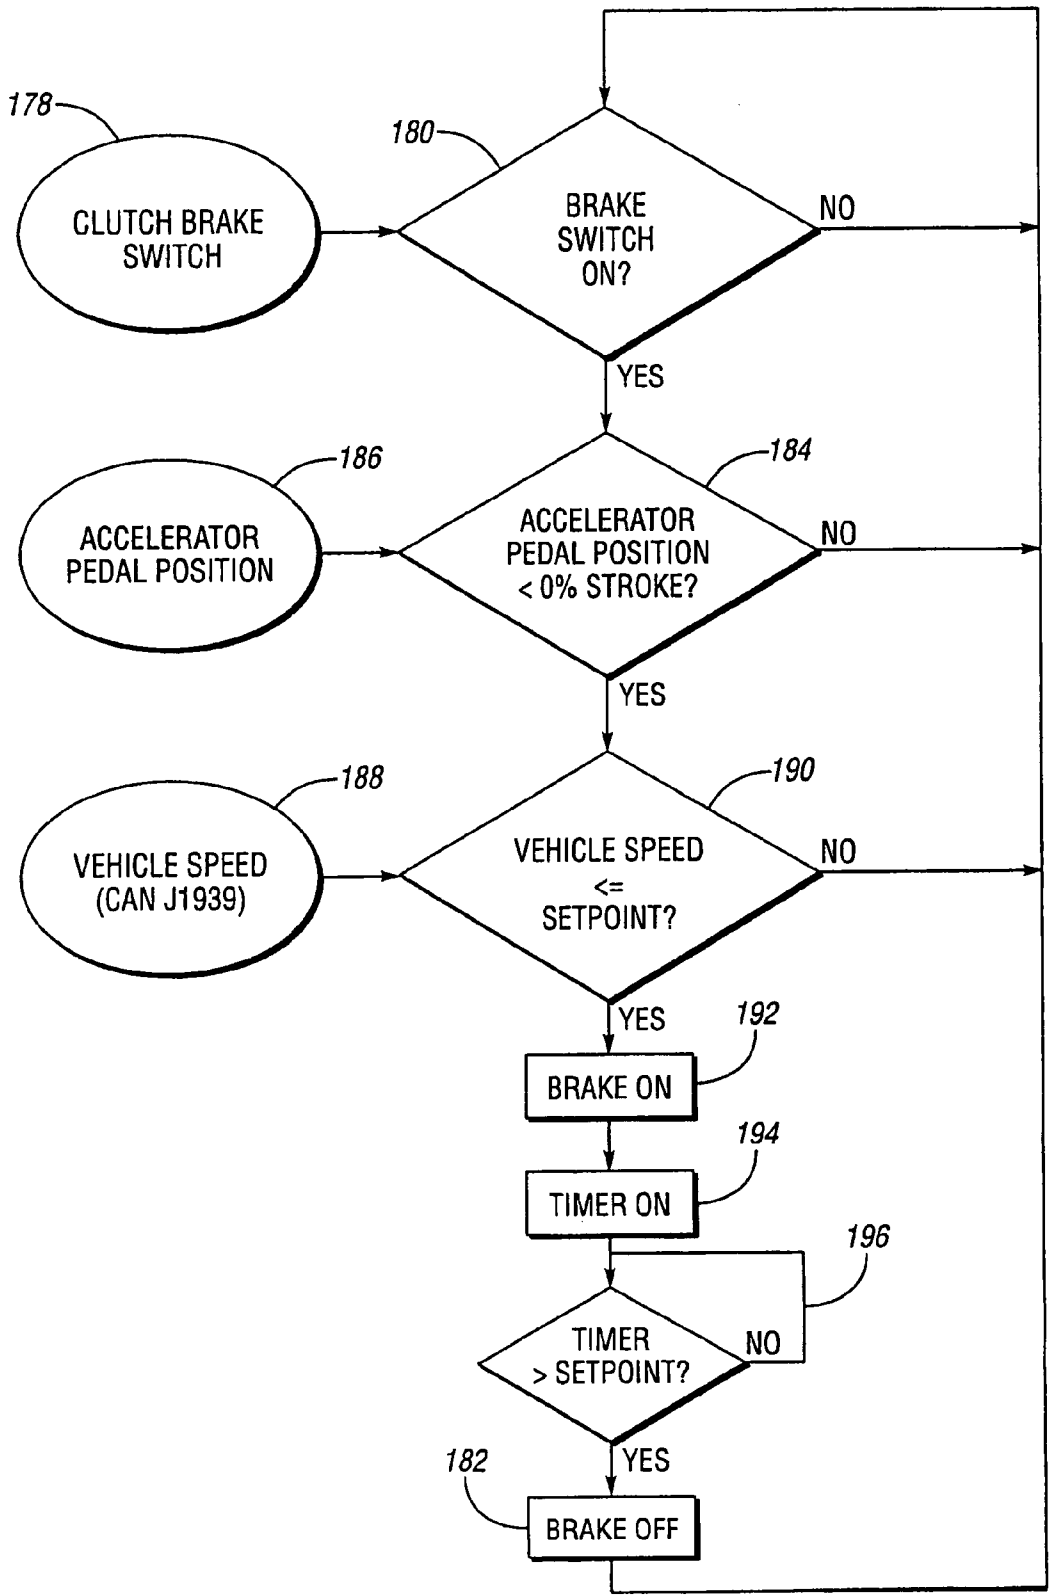 178
180
CLUTCH BRAKE
SWITCH
BRAKE
SWITCH
ON?
NO
YES
186
184
ACCELERATOR
PEDAL POSITION
ACCELERATOR
PEDAL POSITION
< 0% STROKE?
NO
YES
188
190
VEHICLE SPEED
(CAN J1939)
VEHICLE SPEED
<=
SETPOINT?
NO
YES
192
BRAKE ON
194
TIMER ON
196
TIMER
> SETPOINT?
NO
YES
182
BRAKE OFF